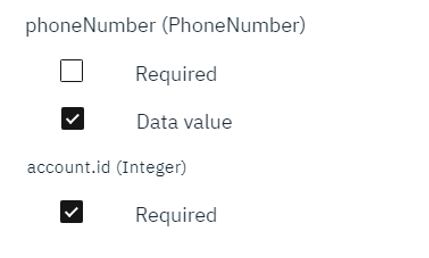 phoneNumber (PhoneNumber)
Required
Data value
account.id (Integer)
Required